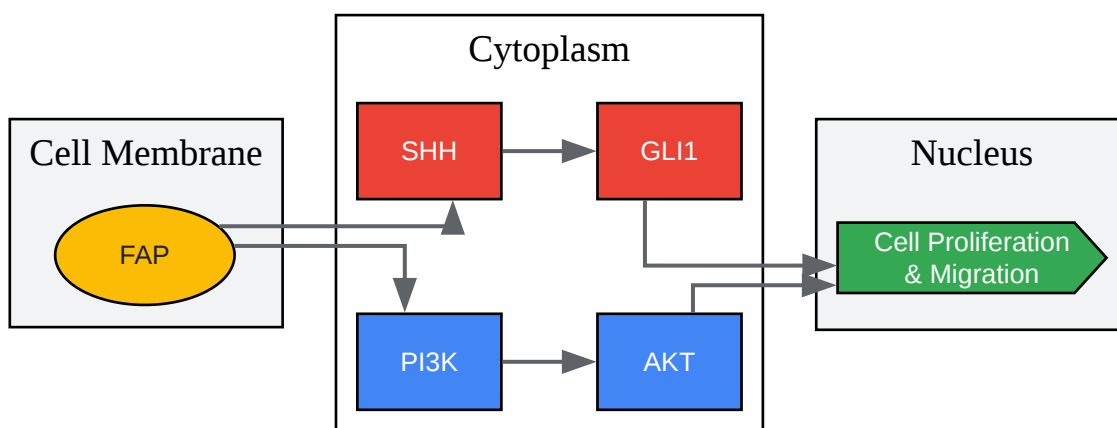 Cytoplasm
Cell Membrane
SHH
GLI1
Nucleus
FAP
Cell Proliferation
& Migration
PI3K
AKT